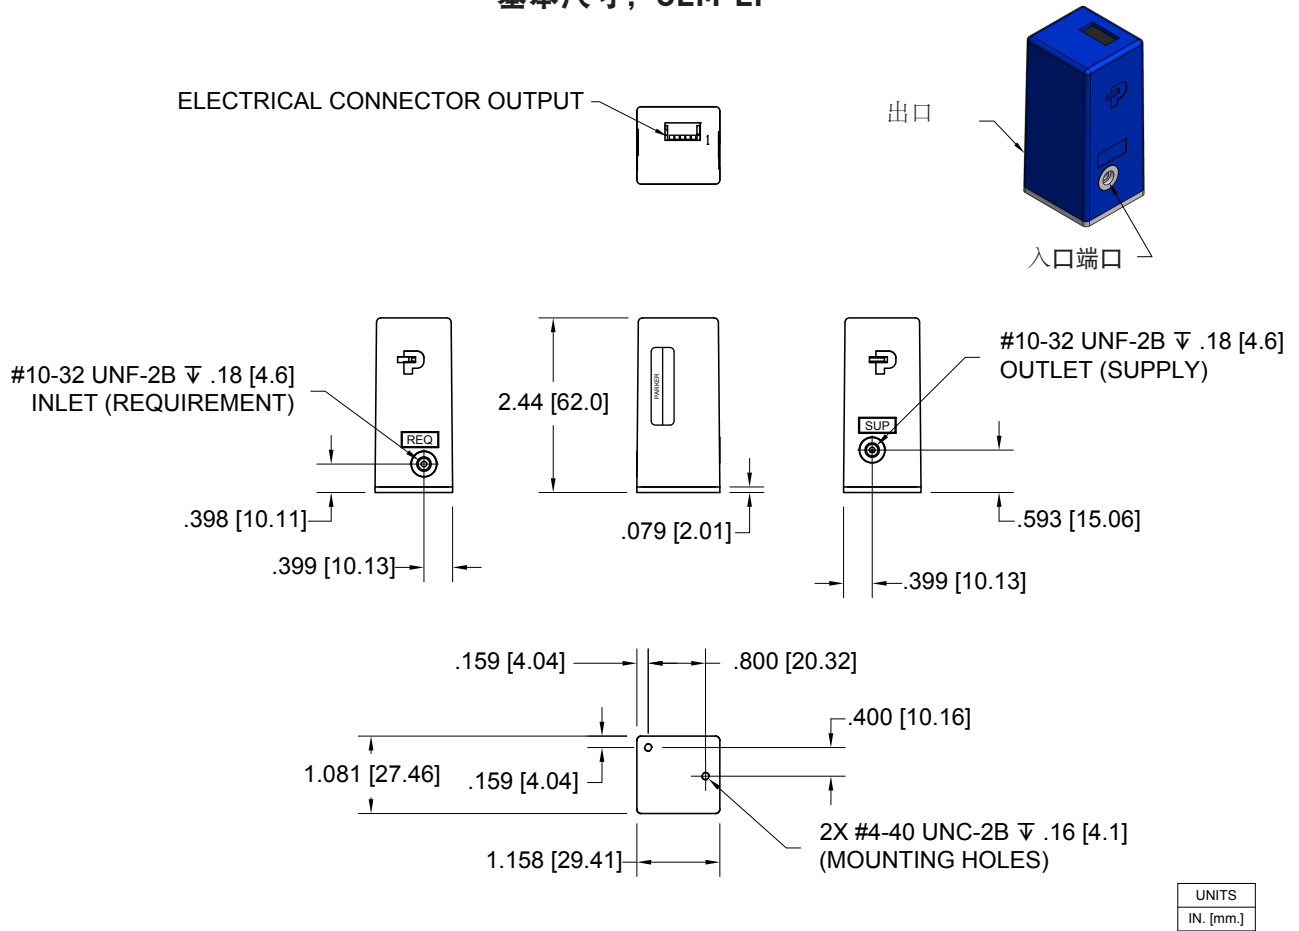 ELECTRICAL CONNECTOR OUTPUT
1
出口
入口端口
#10-32 UNF-2B ↧ .18 [4.6]
INLET (REQUIREMENT)
REQ
.398 [10.11]
.399 [10.13]
2.44 [62.0]
PARKER
.079 [2.01]
#10-32 UNF-2B ↧ .18 [4.6]
OUTLET (SUPPLY)
SUP
.593 [15.06]
.399 [10.13]
.159 [4.04]
.800 [20.32]
.400 [10.16]
1.081 [27.46]
.159 [4.04]
1.158 [29.41]
2X #4-40 UNC-2B ↧ .16 [4.1]
(MOUNTING HOLES)
UNITS
IN. [mm.]